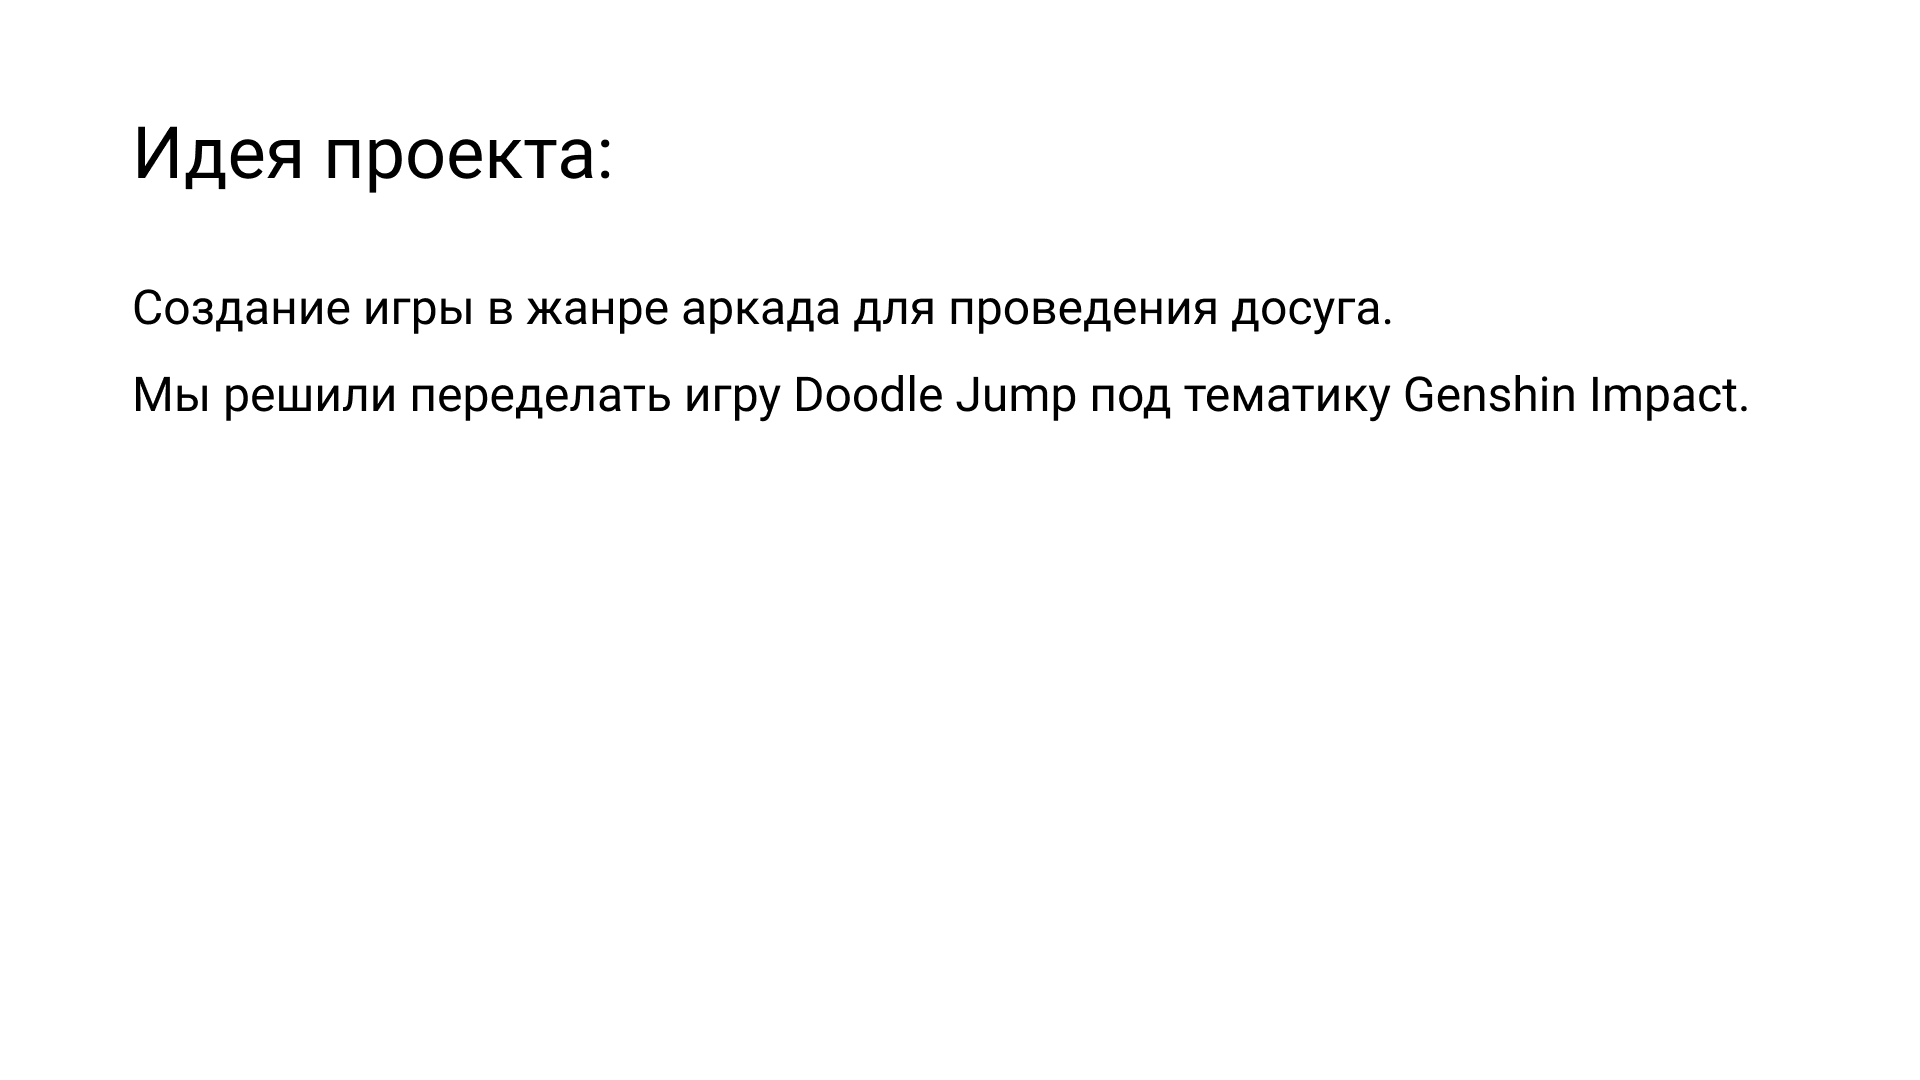 Идея проекта:
Создание игры в жанре аркада для проведения досуга.
Мы решили переделать игру Doodle Jump под тематику Genshin Impact.